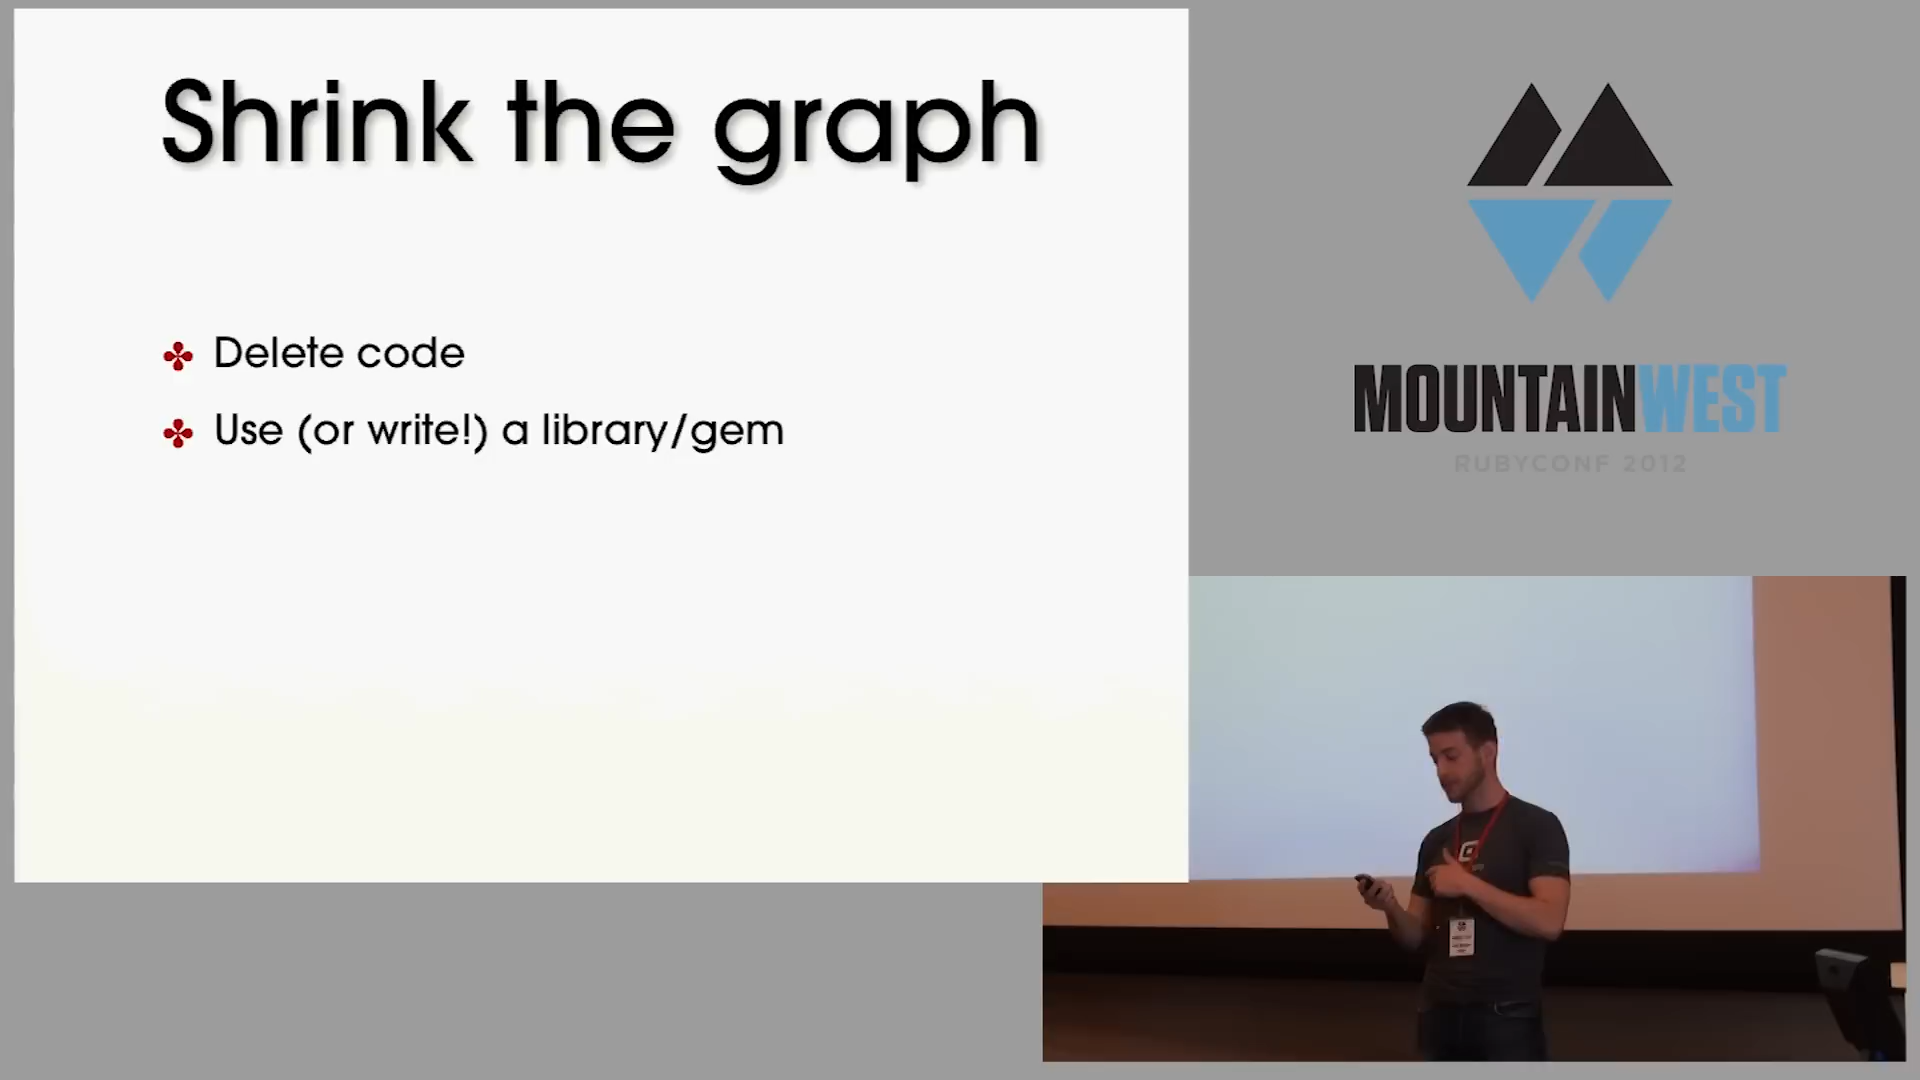 Shrink the graph
Delete code
Use (or write!) a library/gem
MOUNTAINWEST
RUBYCONF 2012